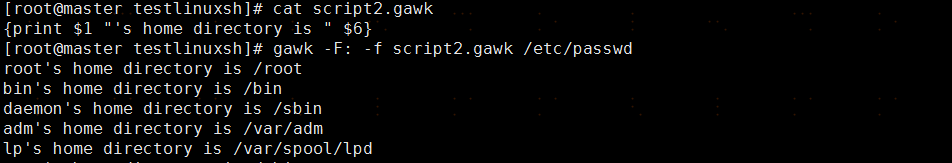 [root@master testlinuxsh]# cat script2.gawk
{print $1 "'s home directory is " $6}
[root@master testlinuxsh]# gawk -F: -f script2.gawk /etc/passwd
root's home directory is /root
bin's home directory is /bin
daemon's home directory is /sbin
adm's home directory is /var/adm
lp's home directory is /var/spool/lpd